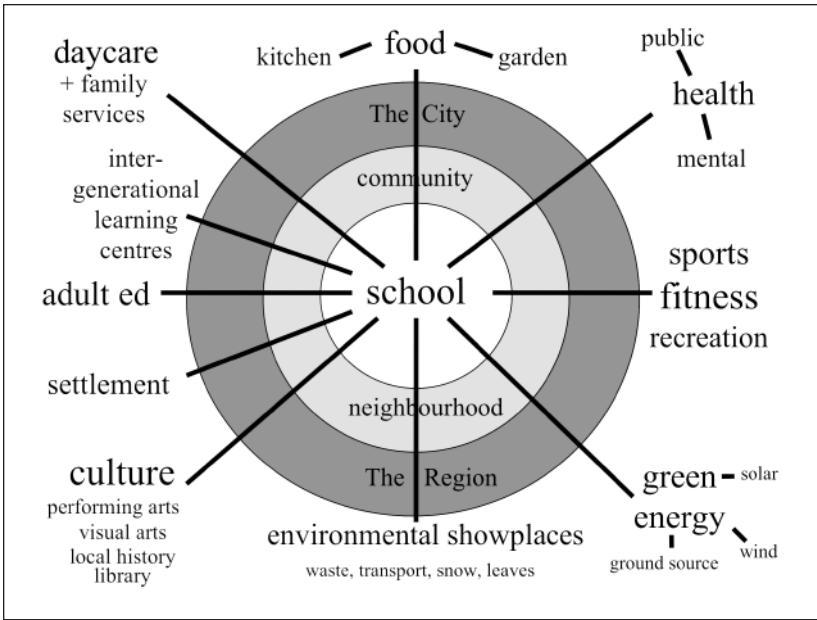 daycare
+ family
services
kitchen
food
garden
public
health
mental
The City
community
inter-
generational
learning
centres
adult ed
school
sports
fitness
recreation
settlement
neighbourhood
The Region
culture
performing arts
visual arts
local history
library
environmental showplaces
waste, transport, snow, leaves
green
solar
energy
wind
ground source